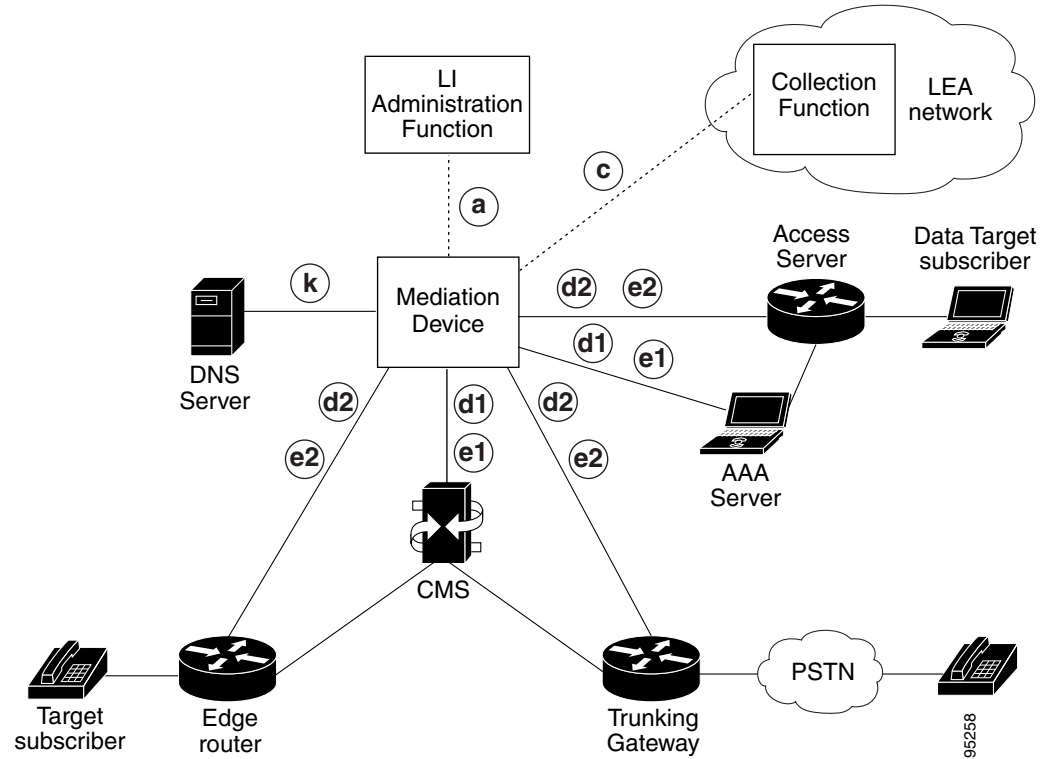 LI
Administration
Function
Collection
Function
LEA
network
c
a
Access
Server
Data Target
subscriber
k
Mediation
Device
d2
e2
d1
e1
DNS
Server
d2
d1
d2
e2
e1
e2
AAA
Server
CMS
PSTN
Target
subscriber
Edge
router
Trunking
Gateway
95258